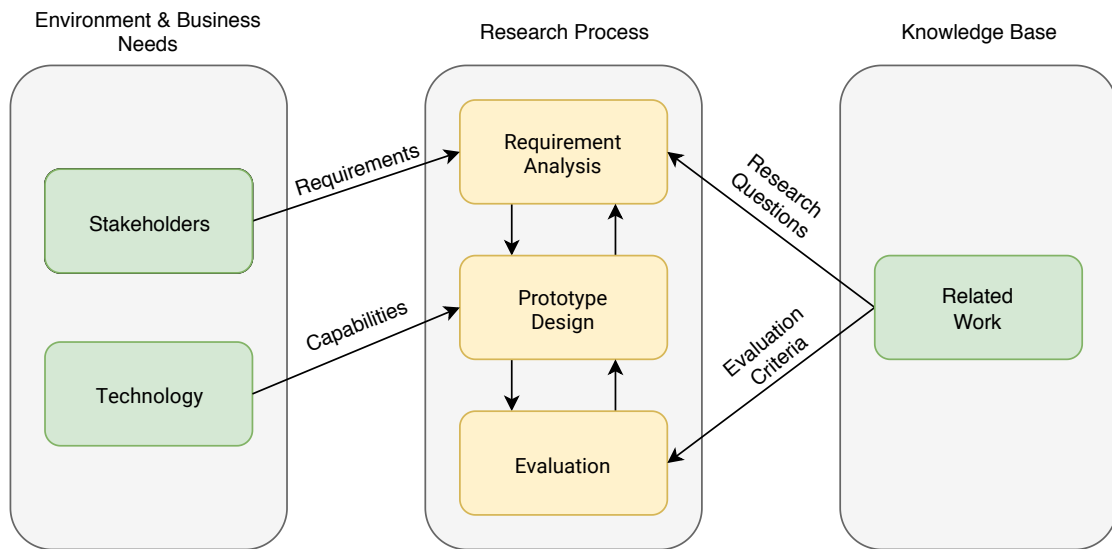 Environment & Business
Needs
Research Process
Knowledge Base
Requirement
Analysis
Requirements
Research
Questions
Stakeholders
Prototype
Design
Related
Work
Capabilities
Evaluation
Criteria
Technology
Evaluation